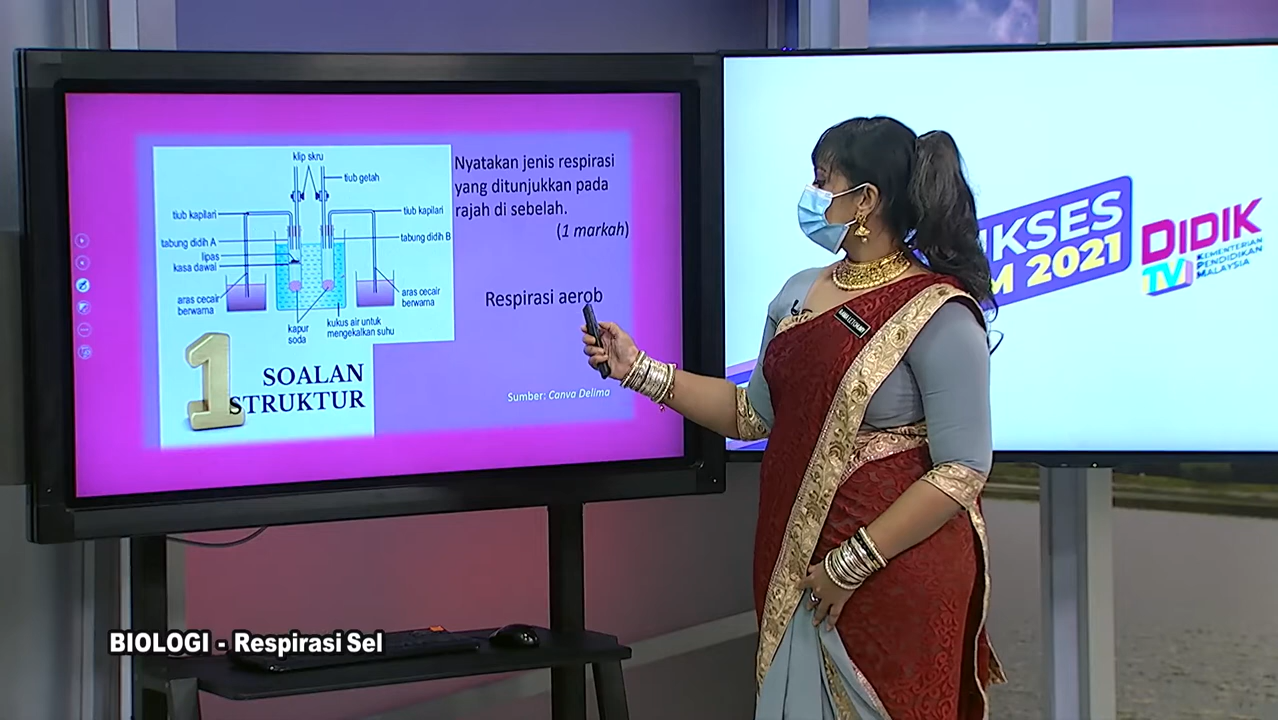 klip skru
tiub getah
tiub kapilari
tiub kapilari
tabung didih A
tabung didih B
lipas
kasa dawai
aras cecair
berwarna
aras cecair
berwarna
kapur
soda
kukus air untuk
mengekalkan suhu
Nyatakan jenis respirasi
yang ditunjukkan pada
rajah di sebelah.
(1 markah)
Respirasi aerob
1
SOALAN
STRUKTUR
Sumber: Canva Delima
2021
DIDIK
TV
KEMENTERIAN
PENDIDIKAN
MALAYSIA
BIOLOGI - Respirasi Sel